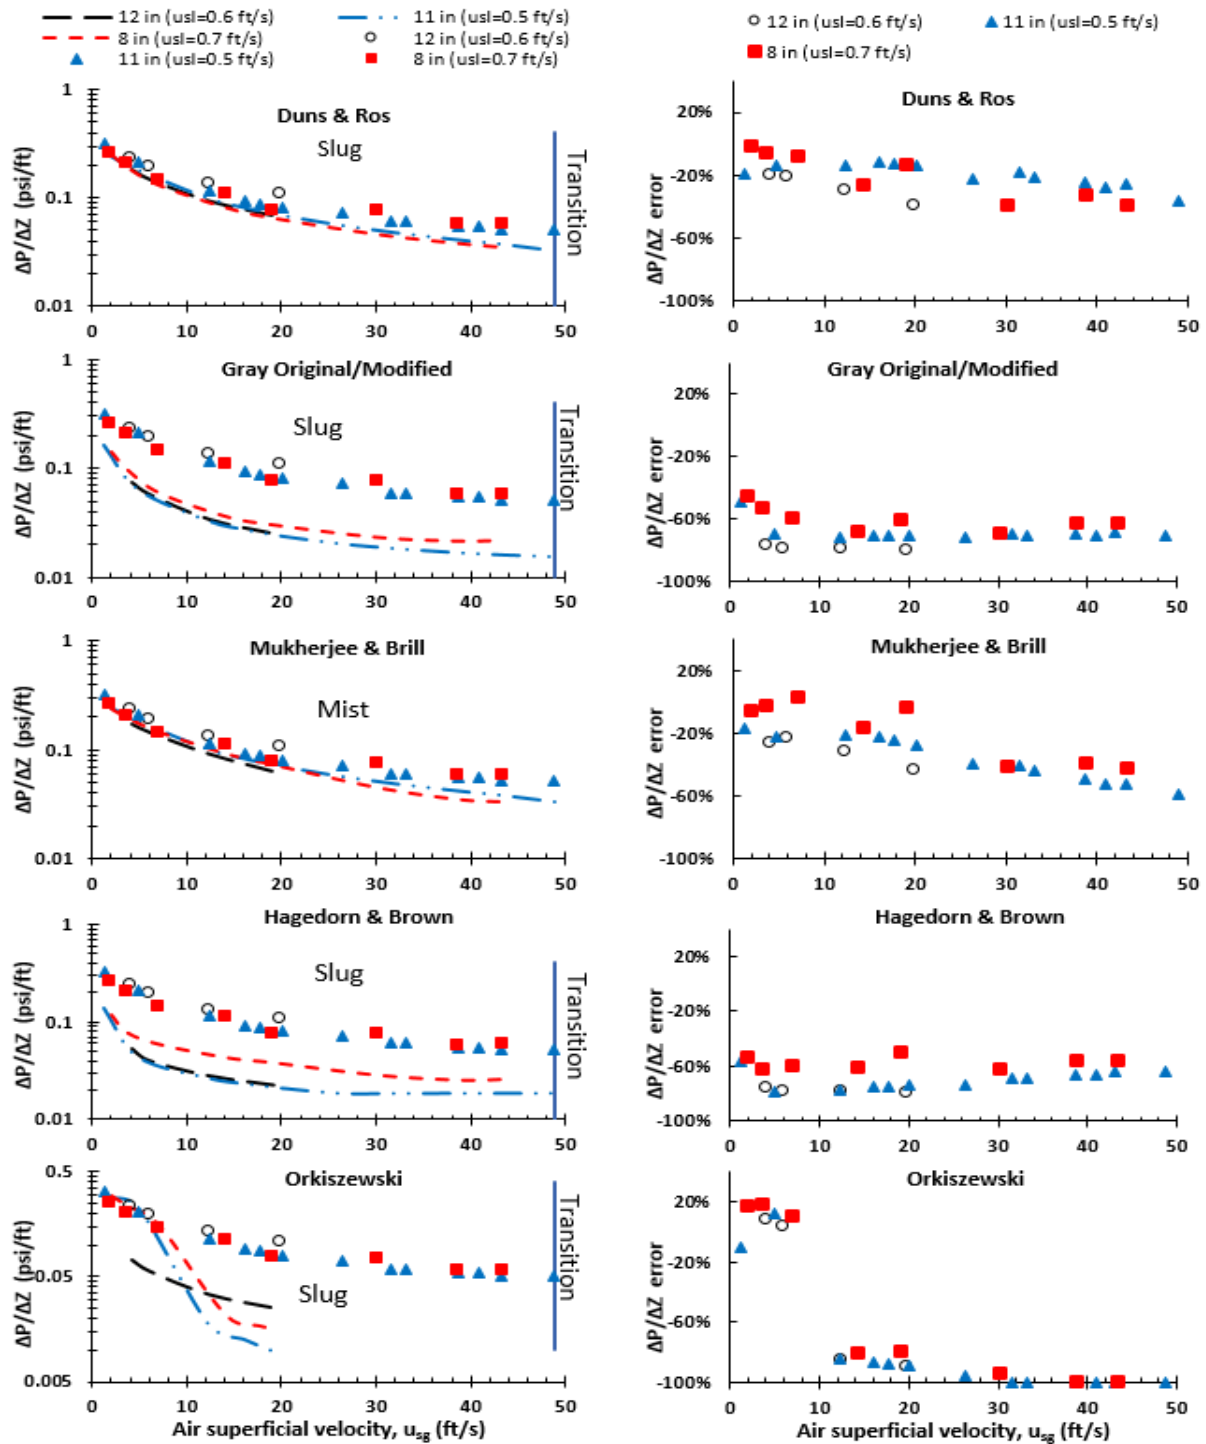 12 in (usl=0.6 ft/s)
11 in (usl=0.5 ft/s)
8 in (usl=0.7 ft/s)
12 in (usl=0.6 ft/s)
11 in (usl=0.5 ft/s)
8 in (usl=0.7 ft/s)
12 in (usl=0.6 ft/s)
11 in (usl=0.5 ft/s)
8 in (usl=0.7 ft/s)
Duns & Ros
Slug
Transition
ΔP/ΔZ (psi/ft)
1
0.1
0.01
0 10 20 30 40 50
Duns & Ros
ΔP/ΔZ error
20%
-20%
-60%
-100%
0 10 20 30 40 50
Gray Original/Modified
Slug
Transition
ΔP/ΔZ (psi/ft)
1
0.1
0.01
0 10 20 30 40 50
Gray Original/Modified
ΔP/ΔZ error
20%
-20%
-60%
-100%
0 10 20 30 40 50
Mukherjee & Brill
Mist
ΔP/ΔZ (psi/ft)
1
0.1
0.01
0 10 20 30 40 50
Mukherjee & Brill
ΔP/ΔZ error
20%
-20%
-60%
-100%
0 10 20 30 40 50
Hagedorn & Brown
Slug
Transition
ΔP/ΔZ (psi/ft)
1
0.1
0.01
0 10 20 30 40 50
Hagedorn & Brown
ΔP/ΔZ error
20%
-20%
-60%
-100%
0 10 20 30 40 50
Orkiszewski
Slug
Transition
ΔP/ΔZ (psi/ft)
0.5
0.05
0.005
0 10 20 30 40 50
Air superficial velocity, usg (ft/s)
Orkiszewski
ΔP/ΔZ error
20%
-20%
-60%
-100%
0 10 20 30 40 50
Air superficial velocity, usg (ft/s)